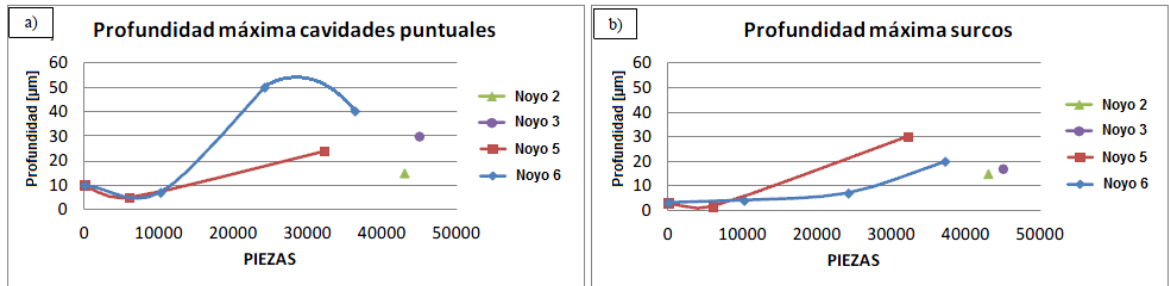 a)
Profundidad máxima cavidades puntuales
Profundidad [µm]
60
50
40
30
20
10
0
0 10000 20000 30000 40000 50000
PIEZAS
Noyo 2
Noyo 3
Noyo 5
Noyo 6
b)
Profundidad máxima surcos
Profundidad [µm]
60
50
40
30
20
10
0
0 10000 20000 30000 40000 50000
PIEZAS
Noyo 2
Noyo 3
Noyo 5
Noyo 6